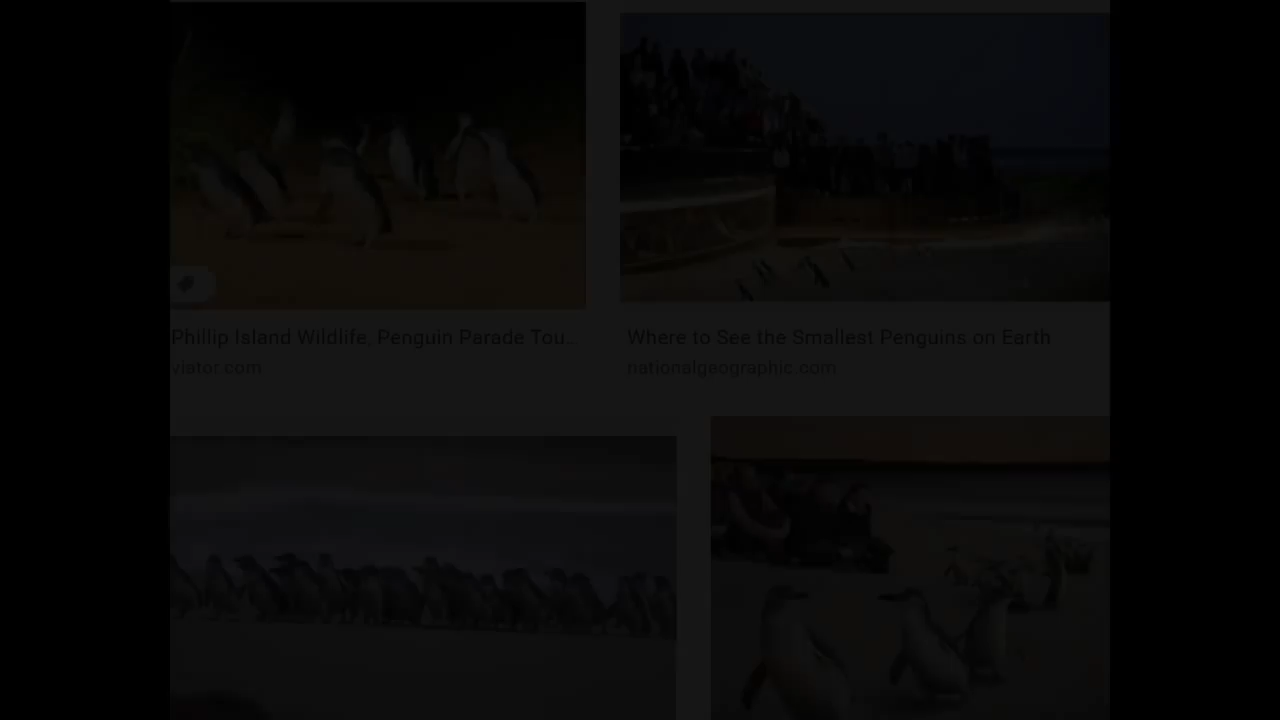 Phillip Island Wildlife, Penguin Parade Tou...
Where to See the Smallest Penguins on Earth
viator.com
nationalgeographic.com